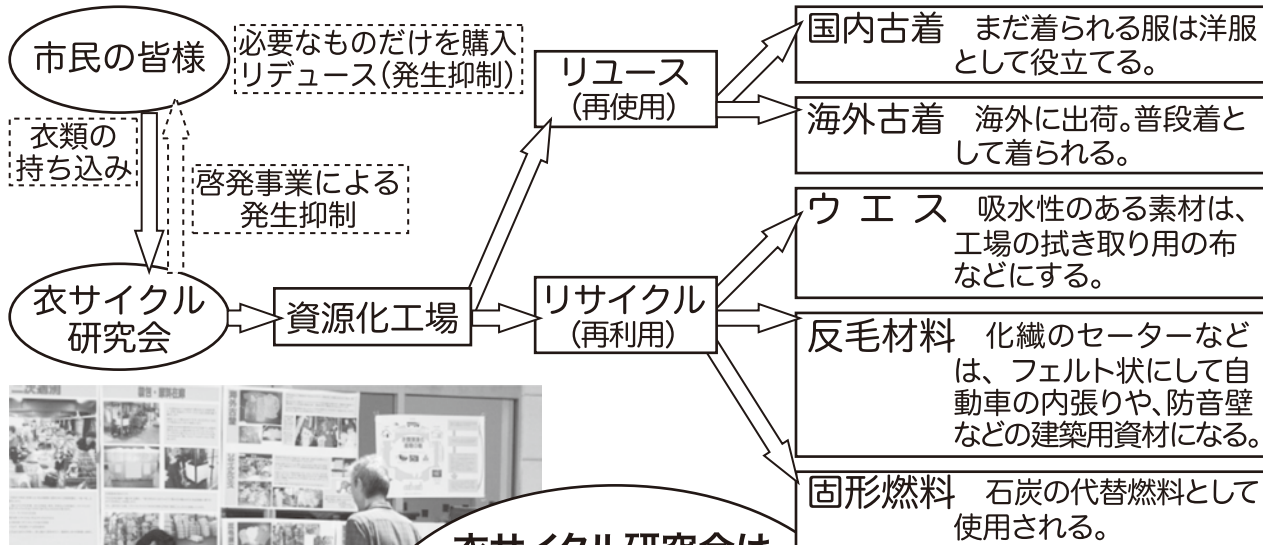 市民の皆様
必要なものだけを購入
リデュース(発生抑制)
衣類の
持ち込み
啓発事業による
発生抑制
衣サイクル
研究会
資源化工場
リユース
(再使用)
リサイクル
(再利用)
国内古着 まだ着られる服は洋服
として役立てる。
海外古着 海外に出荷。普段着と
して着られる。
ウエス 吸水性のある素材は、
工場の拭き取り用の布
などにする。
反毛材料 化繊のセーターなど
は、フェルト状にして自
動車の内張りや、防音壁
などの建築用資材になる。
固形燃料 石炭の代替燃料として
使用される。
衣サイクル研究会は